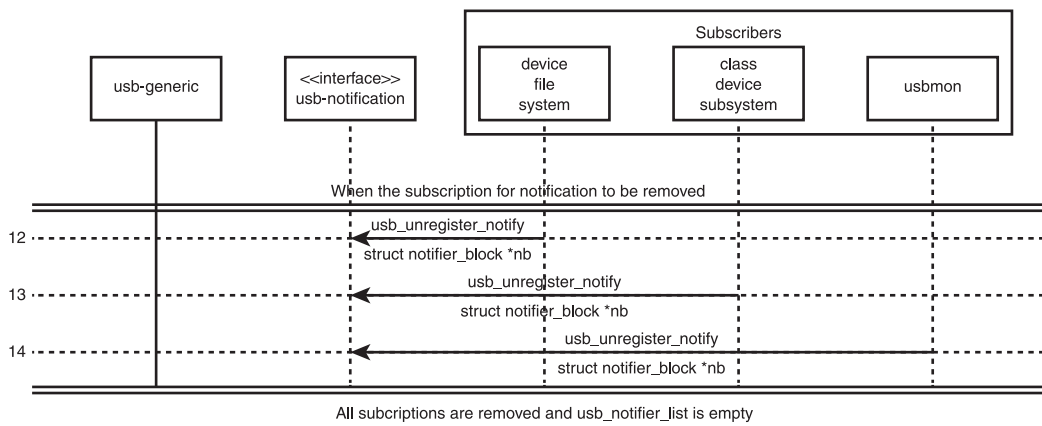 Subscribers
usb-generic
<<interface>>
usb-notification
device
file
system
class
device
subsystem
usbmon
When the subscription for notification to be removed
12
usb_unregister_notify
struct notifier_block *nb
13
usb_unregister_notify
struct notifier_block *nb
14
usb_unregister_notify
struct notifier_block *nb
All subcriptions are removed and usb_notifier_list is empty